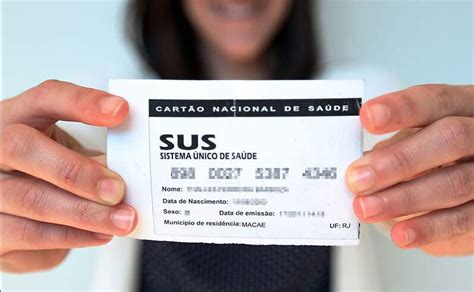 CARTÃO NACIONAL DE SAÚDE
SUS
SISTEMA ÚNICO DE SAÚDE
Nome:
Data de Nascimento:
Sexo: Data de emissão:
Município de residência: MACAE UF: RJ